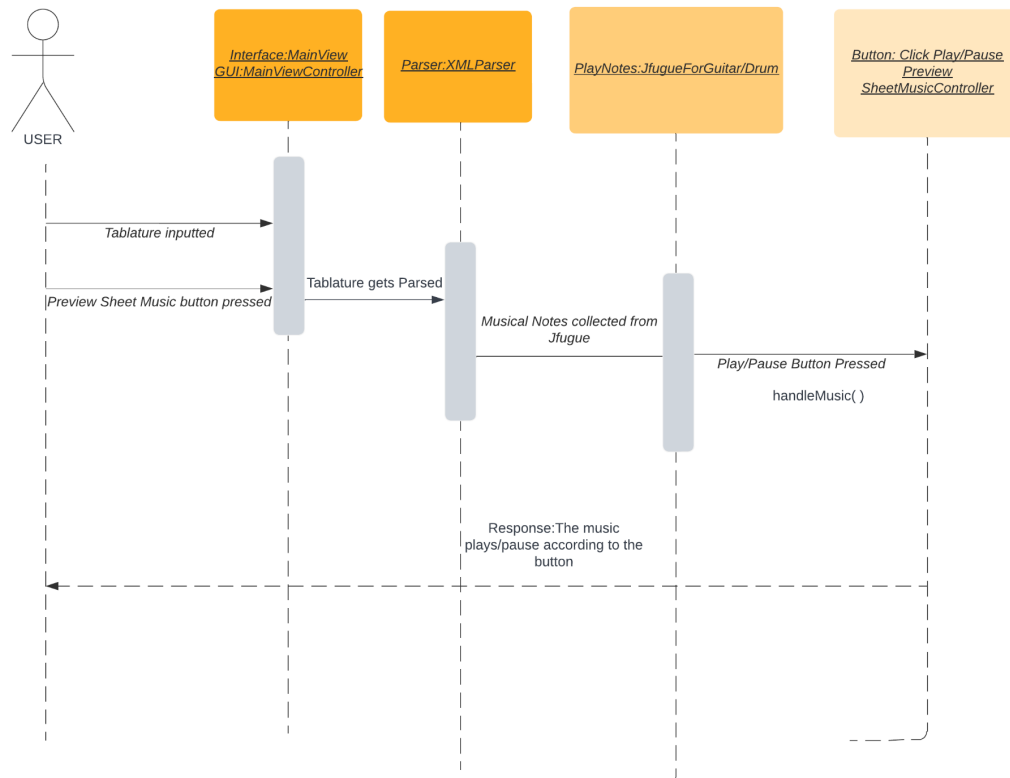 Interface:MainView
GUI:MainViewController
Parser:XMLParser
PlayNotes:JfugueForGuitar/Drum
Button: Click Play/Pause
Preview
SheetMusicController
USER
Tablature inputted
Preview Sheet Music button pressed
Tablature gets Parsed
Musical Notes collected from
Jfugue
Play/Pause Button Pressed
handleMusic( )
Response:The music
plays/pause according to the
button